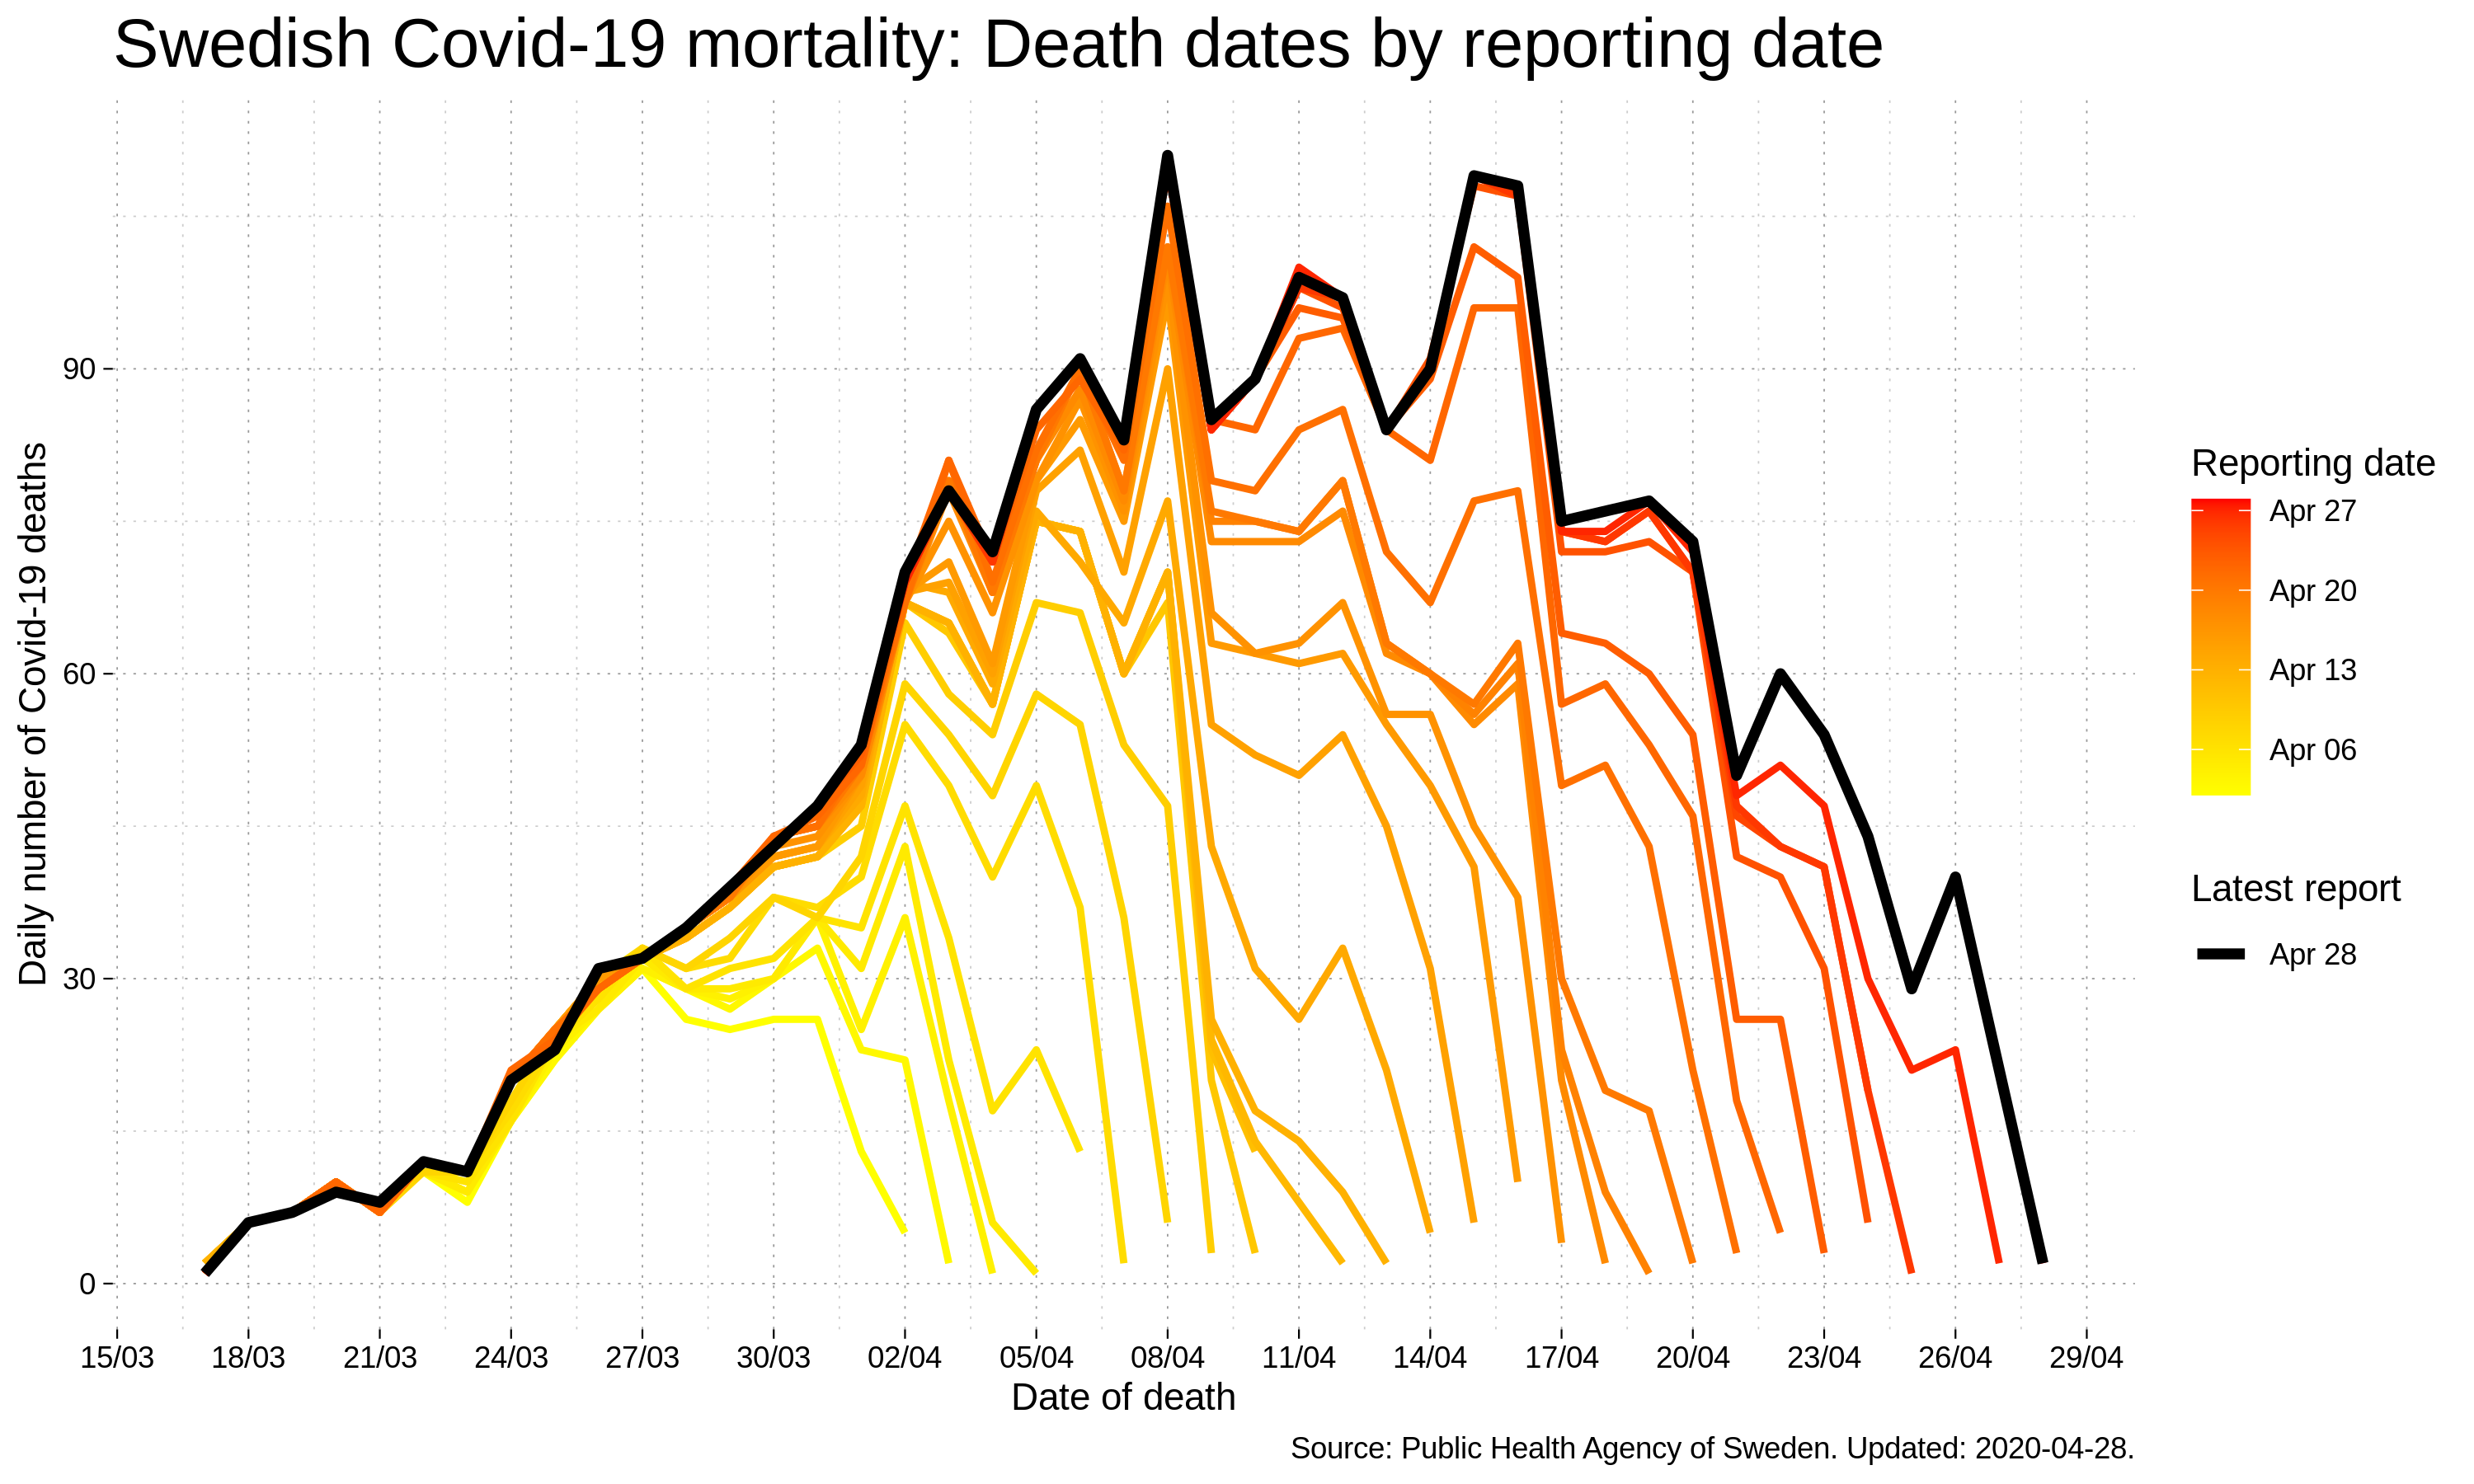 Swedish Covid-19 mortality: Death dates by reporting date
Daily number of Covid-19 deaths
90
60
30
0
15/03 18/03 21/03 24/03 27/03 30/03 02/04 05/04 08/04 11/04 14/04 17/04 20/04 23/04 26/04 29/04
Date of death
Reporting date
Apr 27
Apr 20
Apr 13
Apr 06
Latest report
Apr 28
Source: Public Health Agency of Sweden. Updated: 2020-04-28.